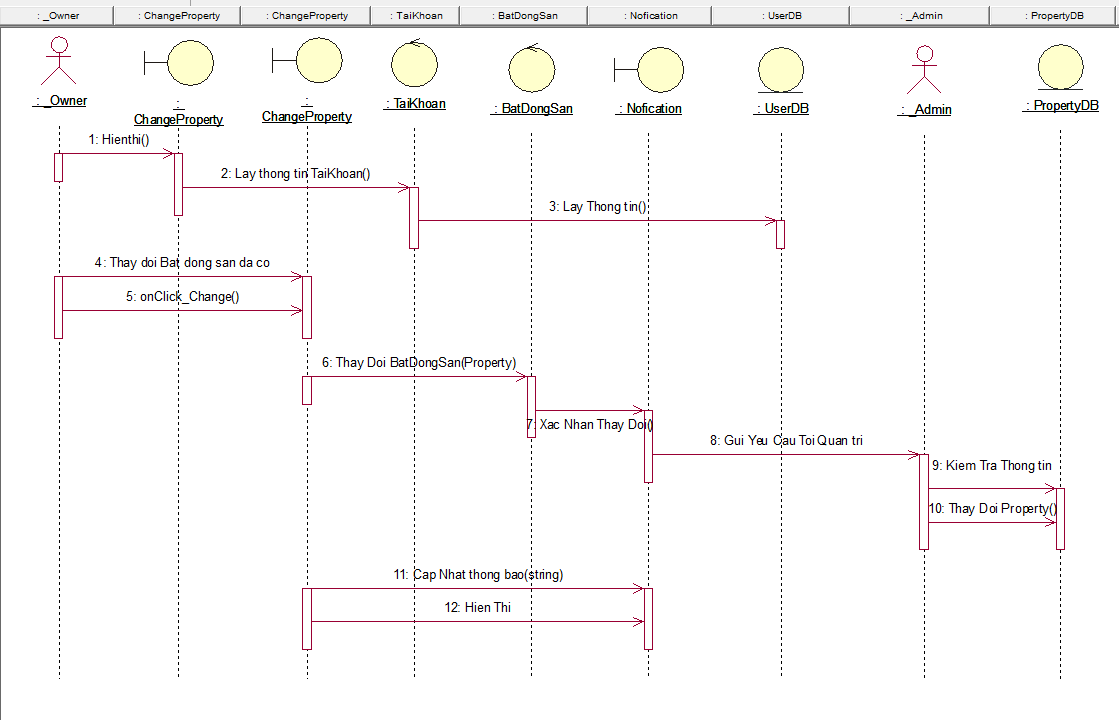 : _Owner
: ChangeProperty
: ChangeProperty
: TaiKhoan
: BatDongSan
: Nofication
: UserDB
: _Admin
: PropertyDB
: _Owner
:
ChangeProperty
:
ChangeProperty
: TaiKhoan
: BatDongSan
: Nofication
: UserDB
: _Admin
: PropertyDB
1: Hienthi()
2: Lay thong tin TaiKhoan()
3: Lay Thong tin()
4: Thay doi Bat dong san da co
5: onClick_Change()
6: Thay Doi BatDongSan(Property)
7: Xac Nhan Thay Doi()
8: Gui Yeu Cau Toi Quan tri
9: Kiem Tra Thong tin
10: Thay Doi Property()
11: Cap Nhat thong bao(string)
12: Hien Thi